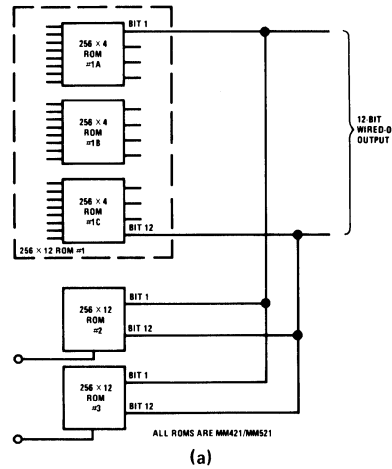 BIT 1
256 × 4
ROM
#1A
256 × 4
ROM
#1B
12-BIT
WIRED-O
OUTPUT
256 × 4
ROM
#1C
BIT 12
256 × 12 ROM #1
256 × 12
ROM
#2
BIT 1
BIT 12
256 × 12
ROM
#3
BIT 1
BIT 12
ALL ROMS ARE MM421/MM521
(a)